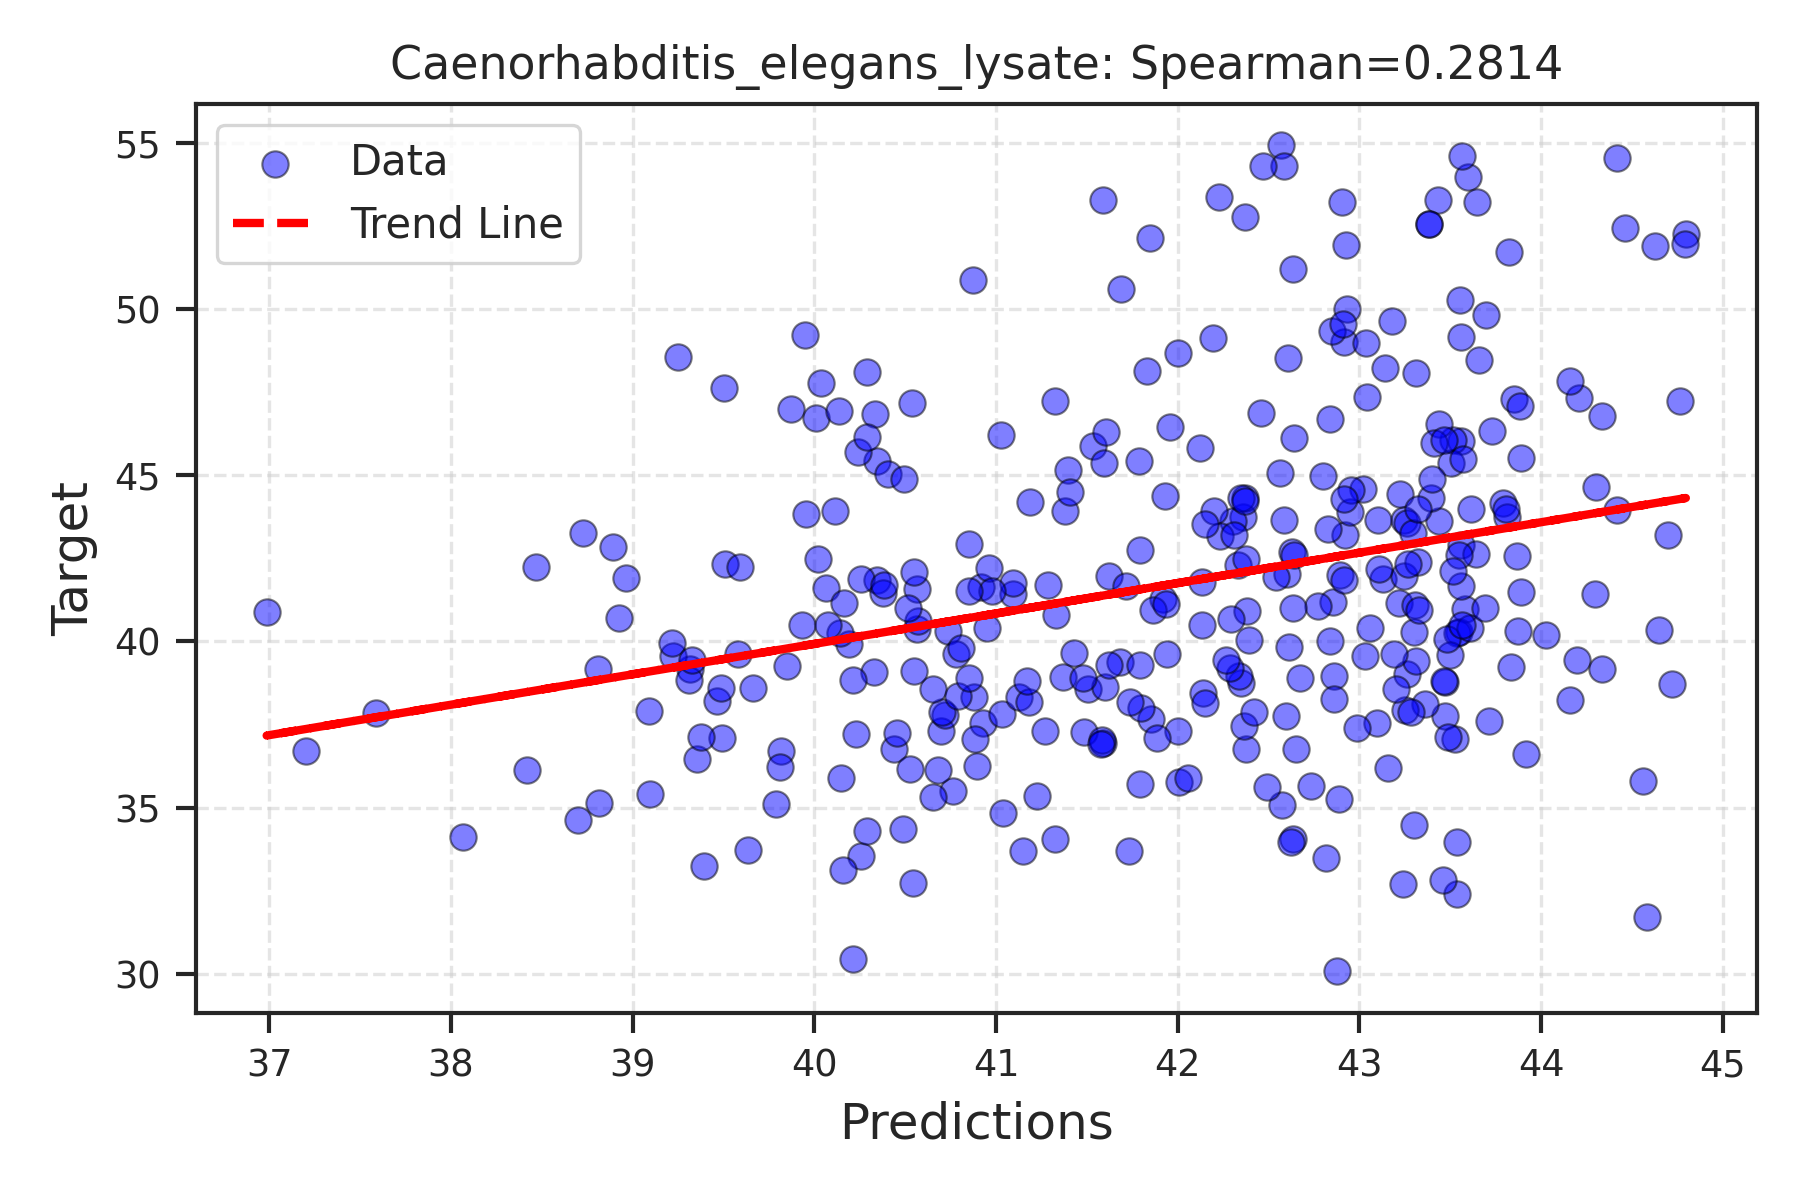 Caenorhabditis_elegans_lysate: Spearman=0.2814
Data
Trend Line
55
50
45
40
35
30
Target
37 38 39 40 41 42 43 44 45
Predictions